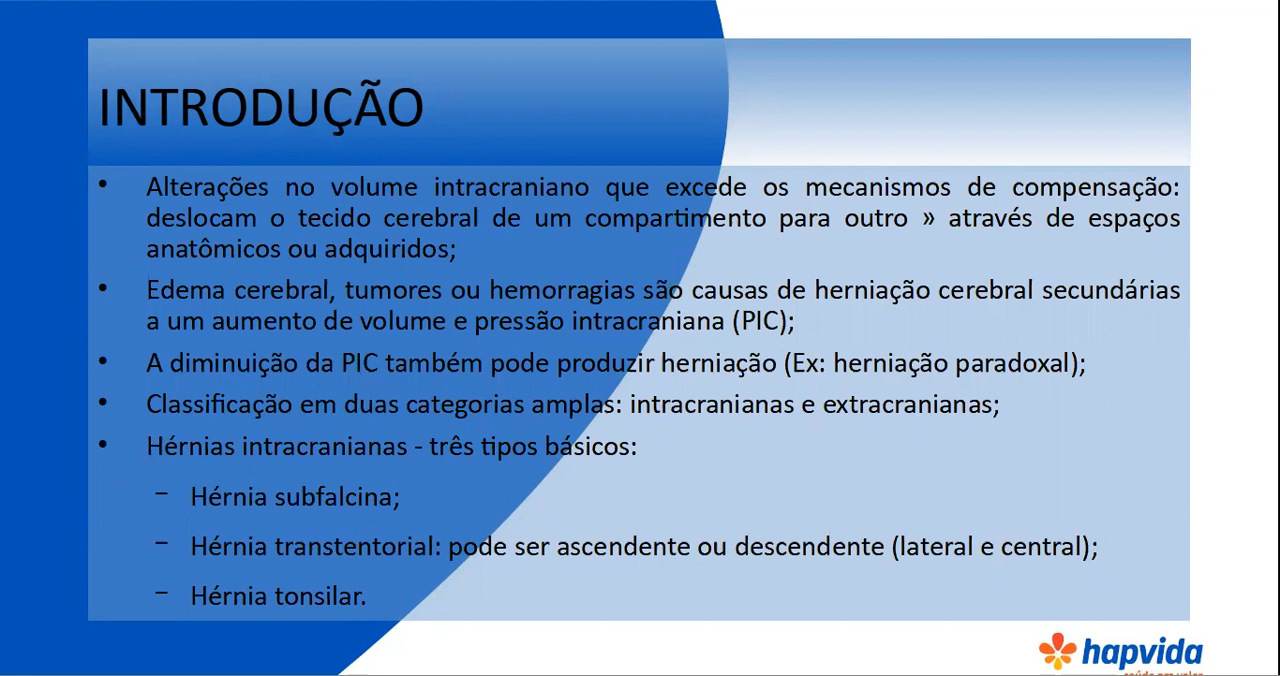 INTRODUÇÃO
• Alterações no volume intracraniano que excede os mecanismos de compensação:
deslocam o tecido cerebral de um compartimento para outro » através de espaços
anatômicos ou adquiridos;
• Edema cerebral, tumores ou hemorragias são causas de herniação cerebral secundárias
a um aumento de volume e pressão intracraniana (PIC);
• A diminuição da PIC também pode produzir herniação (Ex: herniação paradoxal);
• Classificação em duas categorias amplas: intracranianas e extracranianas;
• Hérnias intracranianas - três tipos básicos:
– Hérnia subfalcina;
– Hérnia transtentorial: pode ser ascendente ou descendente (lateral e central);
– Hérnia tonsilar.
hapvida